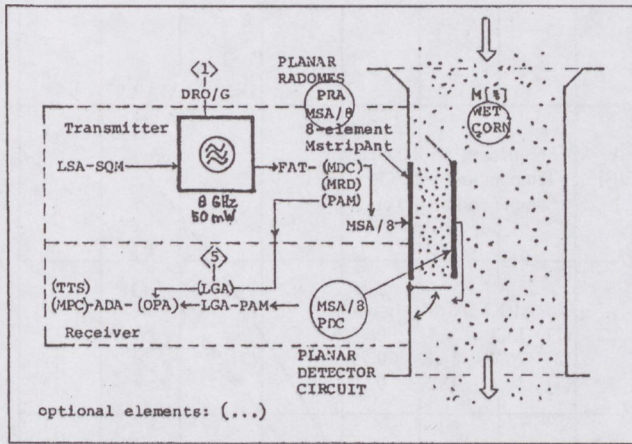 <1>
DRO/G
PLANAR
RADOMES
PRA
MSA/8
8-element
MstripAnt
M[%]
WET
CORN
Transmitter
LSA-SQM
8 GHz
50 mW
FAT-(MDC)
(MRD)
(PAM)
MSA/8
<5>
(TTS)
(LGA)
(MPC)-ADA-(OPA)
LGA-PAM
MSA/8
PDC
Receiver
PLANAR
DETECTOR
CIRCUIT
optional elements: (...)